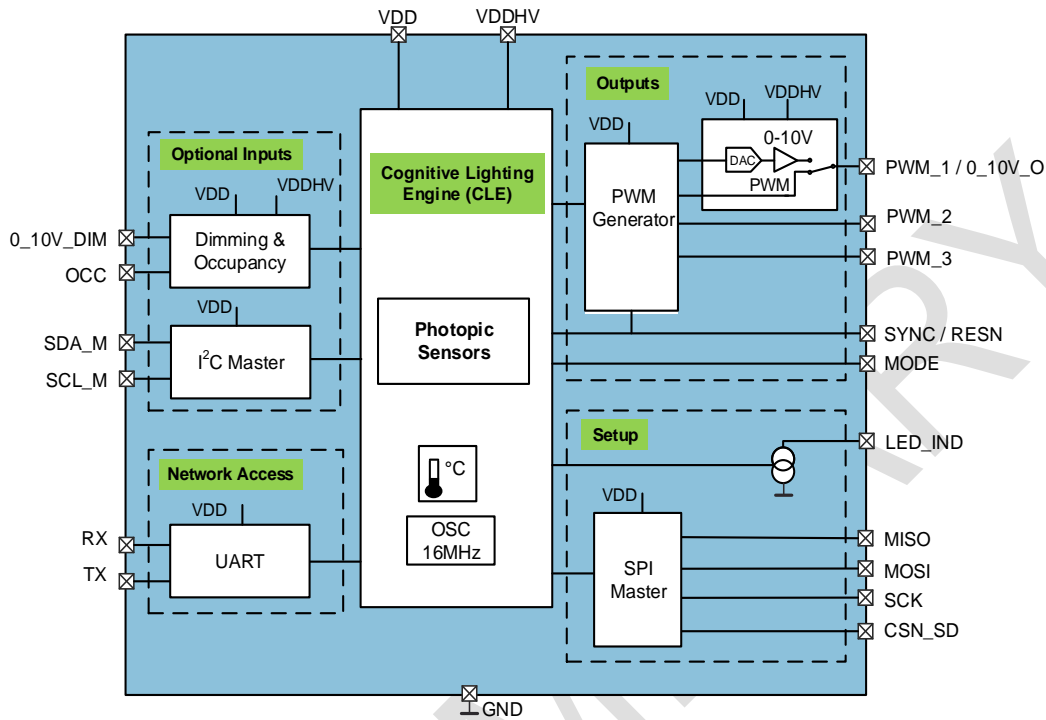 VDD
VDDHV
Optional Inputs
VDD
VDDHV
Dimming &
Occupancy
0_10V_DIM
OCC
VDD
I²C Master
SDA_M
SCL_M
Network Access
VDD
UART
RX
TX
Cognitive Lighting
Engine (CLE)
Photopic
Sensors
°C
OSC
16MHz
Outputs
VDD
PWM
Generator
VDD
VDDHV
0-10V
DAC
PWM
PWM_1 / 0_10V_O
PWM_2
PWM_3
SYNC / RESN
MODE
Setup
LED_IND
VDD
SPI
Master
MISO
MOSI
SCK
CSN_SD
GND